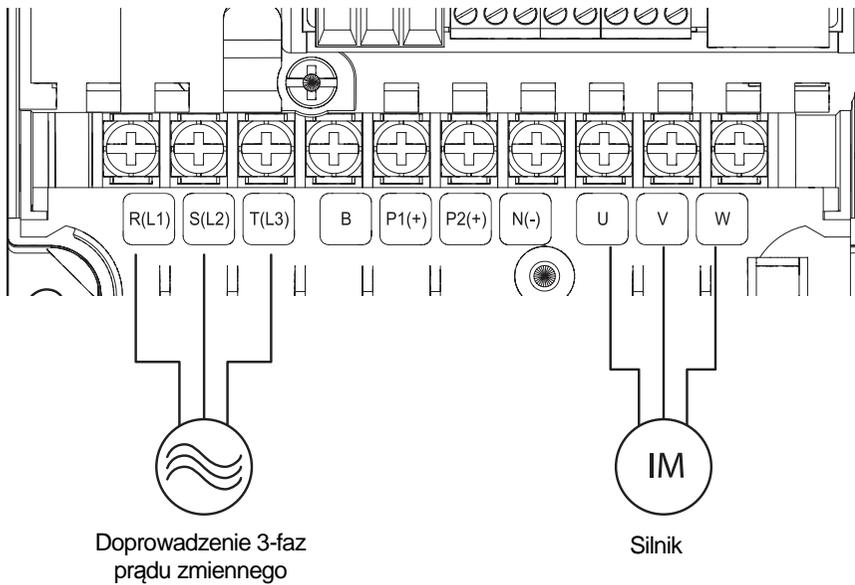 R(L1) S(L2) T(L3) B P1(+) P2(+) N(-) U V W
IM
Doprowadzenie 3-faz
prądu zmiennego
Silnik